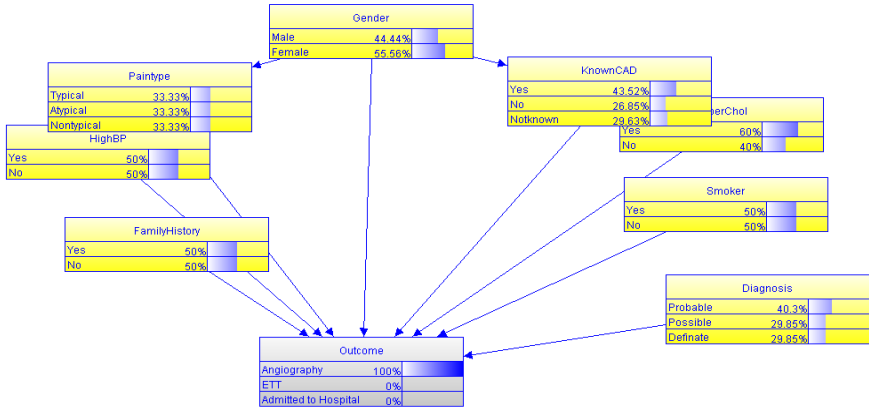 Gender
Male 44.44%
Female 55.56%
Paintype
Typical 33.33%
Atypical 33.33%
Nontypical 33.33%
KnownCAD
Yes 43.52%
No 26.85%
Notknown 29.63%
perChol
Yes 60%
No 40%
HighBP
Yes 50%
No 50%
Smoker
Yes 50%
No 50%
FamilyHistory
Yes 50%
No 50%
Diagnosis
Probable 40.3%
Possible 29.85%
Definate 29.85%
Outcome
Angiography 100%
ETT 0%
Admitted to Hospital 0%